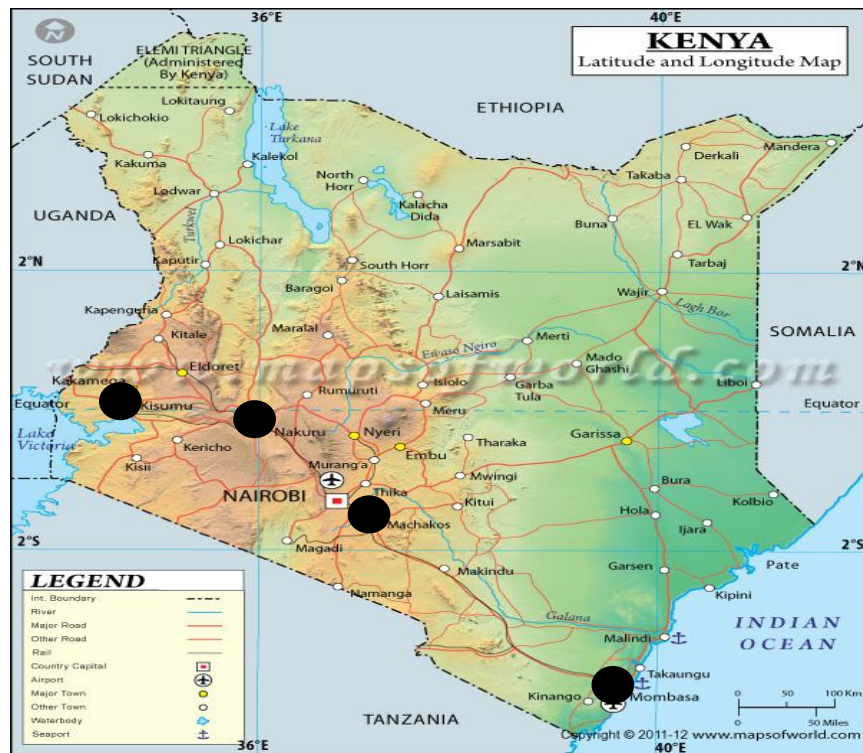 36°E
40°E
SOUTH
SUDAN
ELEMI TRIANGLE
(Administered
By Kenya)
KENYA
Latitude and Longitude Map
Lokitaung
Lokichokio
Lake
Turkana
ETHIOPIA
Kakuma
Kalekol
Derkali
Mandera
North
Horr
Takaba
Lodwar
Kalacha
Dida
UGANDA
Turkwel
Buna
EL Wak
Lokichar
Marsabit
2°N
Kaputir
South Horr
Tarbaj
2°N
Baragoi
Laisamis
Wajir
Lagh Bor
Kapenguria
Kitale
Maralal
Ewaso Ngiro
Merti
SOMALIA
www.mapsofworld.com
Eldoret
Mado
Ghashi
Kakamega
Rumuruti
Isiolo
Garba
Tula
Liboi
Equator
Kisumu
Meru
Equator
Lake
Victoria
Nakuru
Nyeri
Tharaka
Garissa
Kericho
Embu
Kisii
Murang'a
Mwingi
Bura
NAIROBI
Thika
Kitui
Kolbio
Machakos
Hola
Ijara
2°S
Magadi
2°S
Makindu
Garsen
Pate
LEGEND
Int. Boundary
River
Major Road
Other Road
Rail
Country Capital
Airport
Major Town
Other Town
Waterbody
Seaport
Namanga
Kipini
Galana
INDIAN
OCEAN
Malindi
Takaungu
Kinango
Mombasa
0 50 100 Km
0 50 Miles
TANZANIA
Copyright © 2011-12 www.mapsofworld.com
36°E
40°E